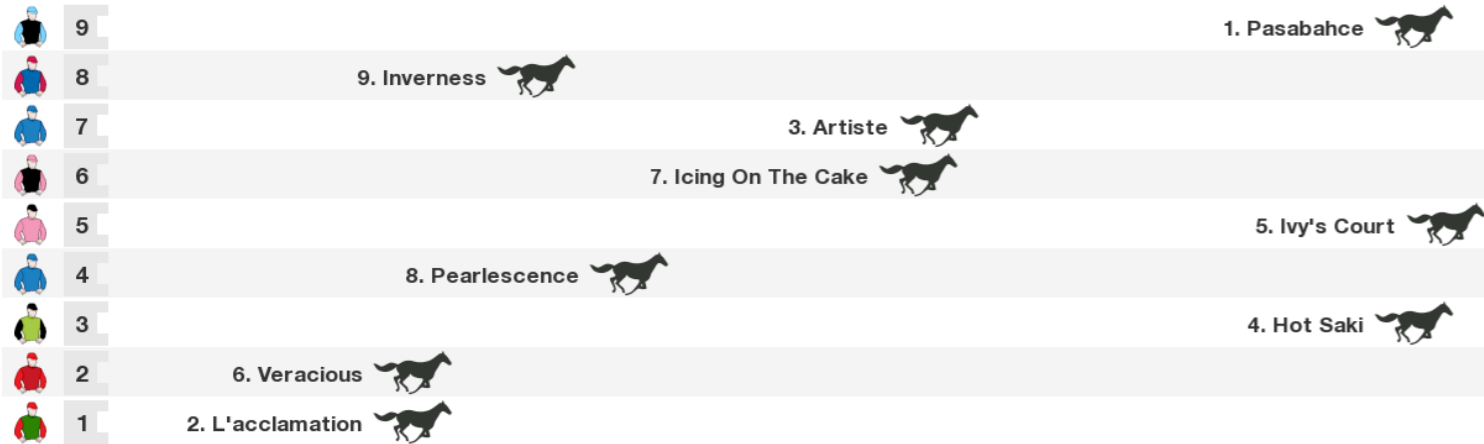 9 1. Pasabahce
8 9. Inverness
7 3. Artiste
6 7. Icing On The Cake
5 5. Ivy's Court
4 8. Pearlescence
3 4. Hot Saki
2 6. Veracious
1 2. L'acclamation